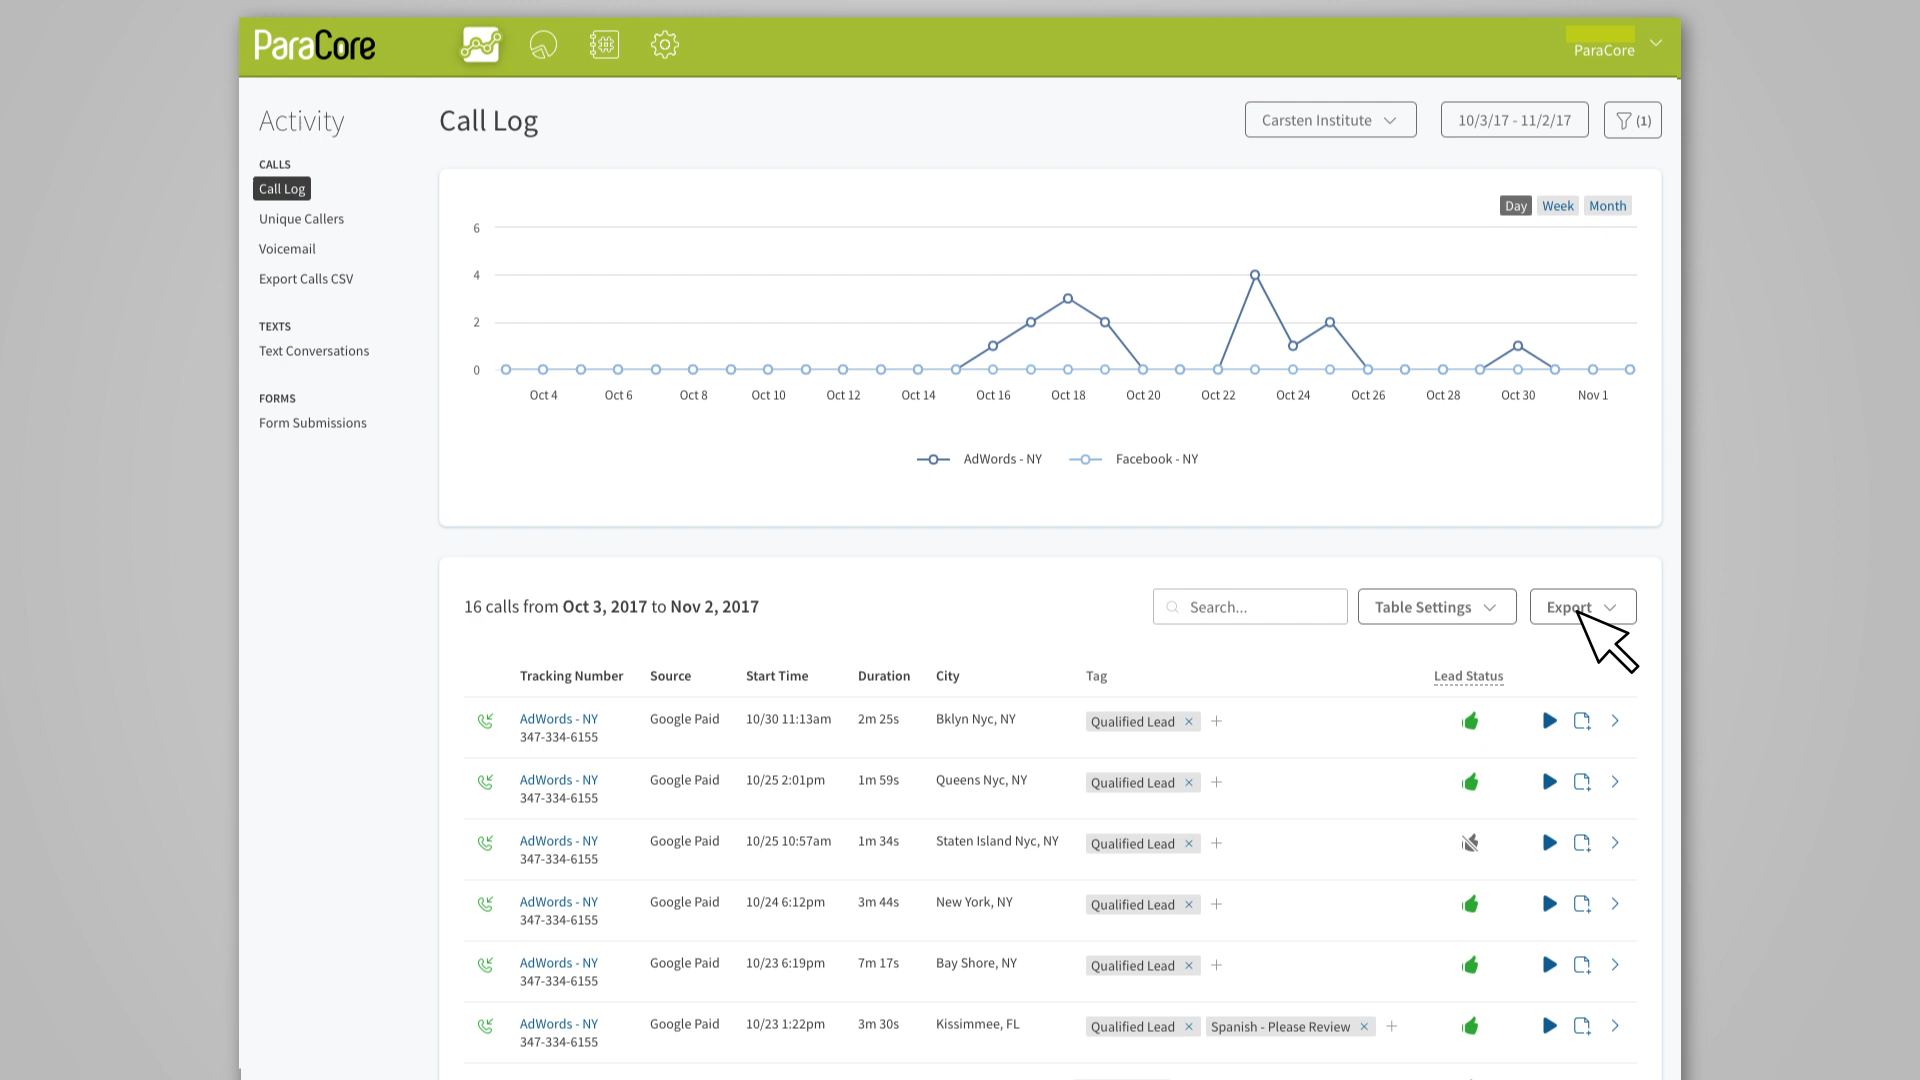 ParaCore
ParaCore
Activity
CALLS
Call Log
Unique Callers
Voicemail
Export Calls CSV
TEXTS
Text Conversations
FORMS
Form Submissions
Call Log
Carsten Institute
10/3/17 - 11/2/17
(1)
Day Week Month
6
4
2
0
Oct 4 Oct 6 Oct 8 Oct 10 Oct 12 Oct 14 Oct 16 Oct 18 Oct 20 Oct 22 Oct 24 Oct 26 Oct 28 Oct 30 Nov 1
AdWords - NY Facebook - NY
16 calls from Oct 3, 2017 to Nov 2, 2017
Search...
Table Settings
Export
Tracking Number Source Start Time Duration City Tag Lead Status
AdWords - NY Google Paid 10/30 11:13am 2m 25s Bklyn Nyc, NY Qualified Lead × +
347-334-6155
AdWords - NY Google Paid 10/25 2:01pm 1m 59s Queens Nyc, NY Qualified Lead × +
347-334-6155
AdWords - NY Google Paid 10/25 10:57am 1m 34s Staten Island Nyc, NY Qualified Lead × +
347-334-6155
AdWords - NY Google Paid 10/24 6:12pm 3m 44s New York, NY Qualified Lead × +
347-334-6155
AdWords - NY Google Paid 10/23 6:19pm 7m 17s Bay Shore, NY Qualified Lead × +
347-334-6155
AdWords - NY Google Paid 10/23 1:22pm 3m 30s Kissimmee, FL Qualified Lead × Spanish - Please Review × +
347-334-6155